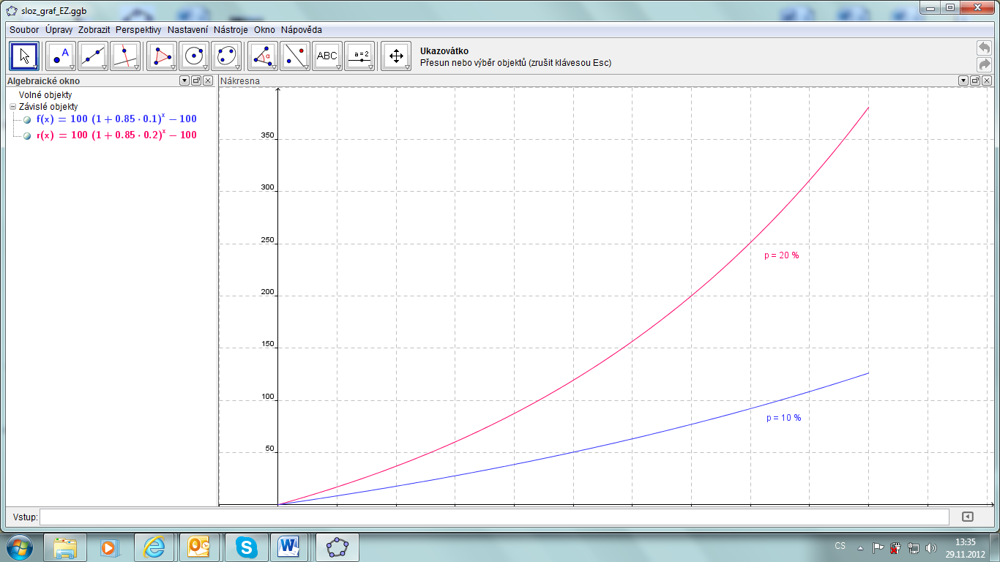 sloz_graf_EZ.ggb
Soubor Úpravy Zobrazit Perspektivy Nastavení Nástroje Okno Nápověda
A
α
ABC
a = 2
Ukazovátko
Přesun nebo výběr objektů (zrušit klávesou Esc)
Algebraické okno
Nákresna
Volné objekty
Závislé objekty
f(x) = 100 (1 + 0.85 · 0.1)^x − 100
r(x) = 100 (1 + 0.85 · 0.2)^x − 100
350
300
250
200
150
100
50
p = 20 %
p = 10 %
Vstup:
CS
13:35
29.11.2012